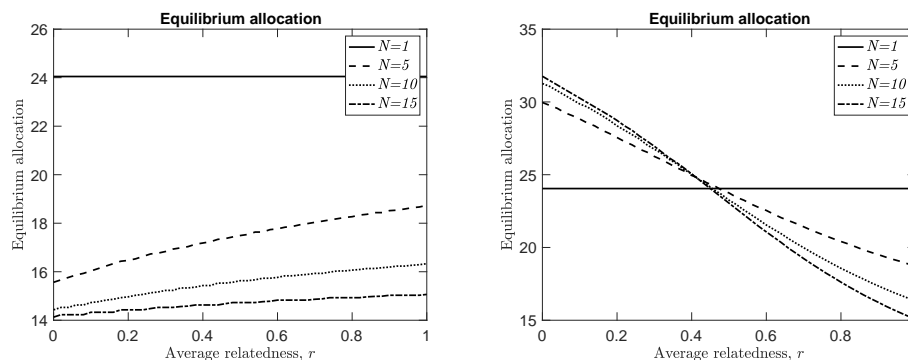 Equilibrium allocation
26
24
22
20
18
16
14
Equilibrium allocation
0
0.2
0.4
0.6
0.8
1
Average relatedness, r
N=1
N=5
N=10
N=15
Equilibrium allocation
35
30
25
20
15
Equilibrium allocation
0
0.2
0.4
0.6
0.8
Average relatedness, r
N=1
N=5
N=10
N=15